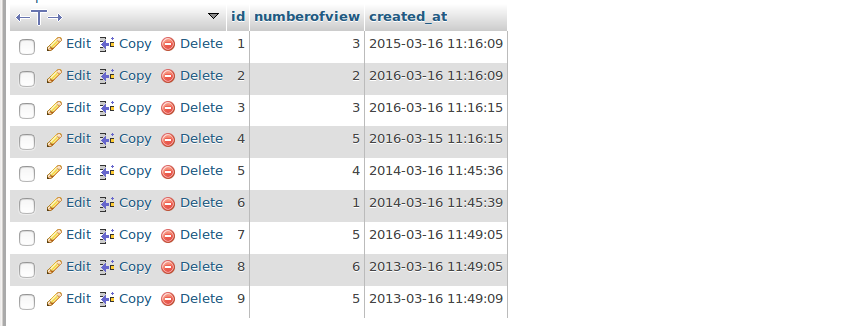 ←T→ id numberofview created_at
Edit Copy Delete 1 3 2015-03-16 11:16:09
Edit Copy Delete 2 2 2016-03-16 11:16:09
Edit Copy Delete 3 3 2016-03-16 11:16:15
Edit Copy Delete 4 5 2016-03-15 11:16:15
Edit Copy Delete 5 4 2014-03-16 11:45:36
Edit Copy Delete 6 1 2014-03-16 11:45:39
Edit Copy Delete 7 5 2016-03-16 11:49:05
Edit Copy Delete 8 6 2013-03-16 11:49:05
Edit Copy Delete 9 5 2013-03-16 11:49:09